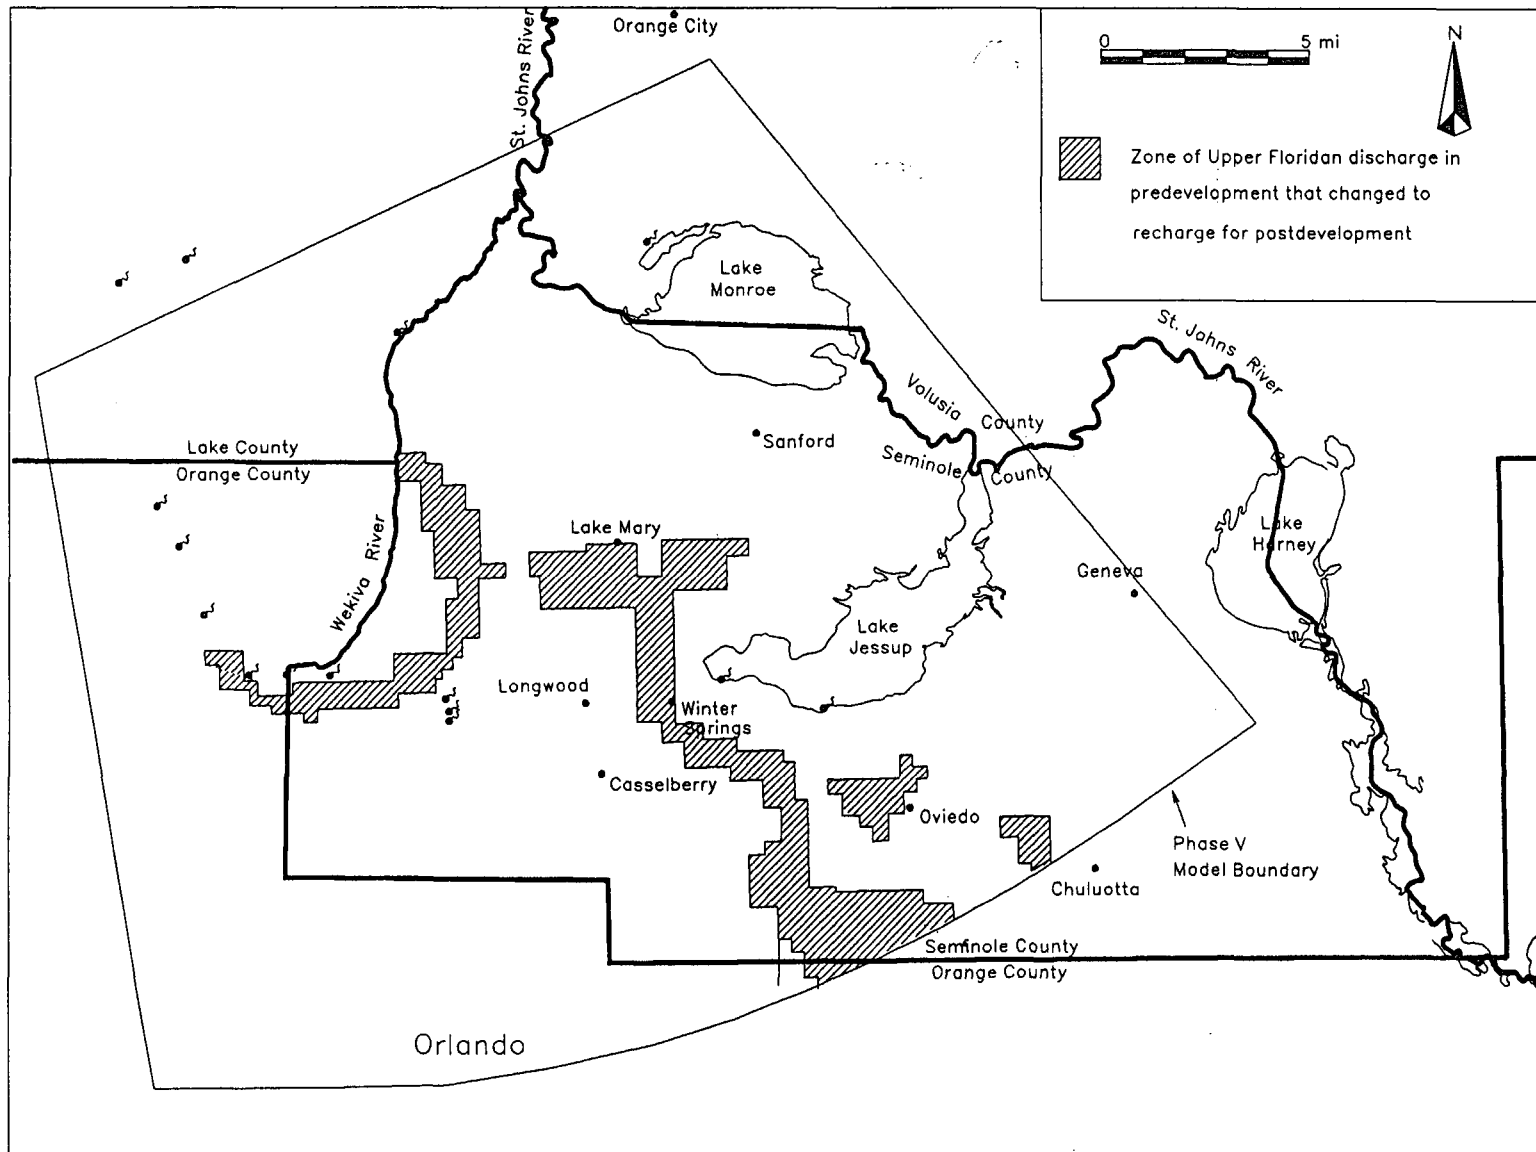 Orange City
St. Johns River
0 5 mi
N
Zone of Upper Floridan discharge in
predevelopment that changed to
recharge for postdevelopment
Lake
Monroe
St. Johns River
Volusia County
Seminole County
Sanford
Lake County
Orange County
Wekiva River
Lake Mary
Lake
Harney
Geneva
Lake
Jessup
Longwood
Winter
Springs
Casselberry
Oviedo
Phase V
Model Boundary
Chuluotta
Seminole County
Orange County
Orlando